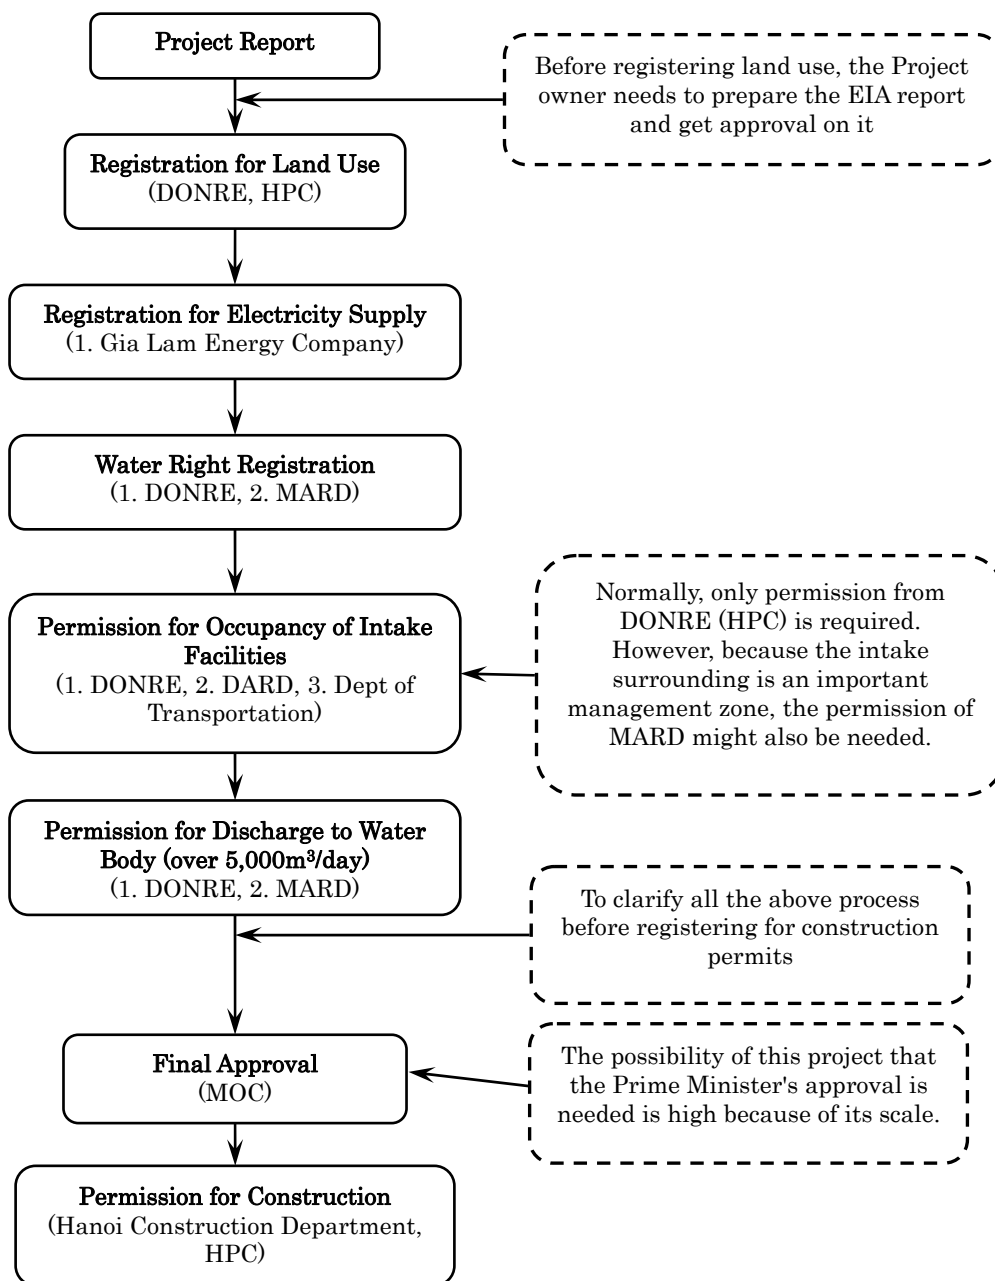 Project Report
Before registering land use, the Project
owner needs to prepare the EIA report
and get approval on it
Registration for Land Use
(DONRE, HPC)
Registration for Electricity Supply
(1. Gia Lam Energy Company)
Water Right Registration
(1. DONRE, 2. MARD)
Permission for Occupancy of Intake
Facilities
(1. DONRE, 2. DARD, 3. Dept of
Transportation)
Normally, only permission from
DONRE (HPC) is required.
However, because the intake
surrounding is an important
management zone, the permission of
MARD might also be needed.
Permission for Discharge to Water
Body (over 5,000m³/day)
(1. DONRE, 2. MARD)
To clarify all the above process
before registering for construction
permits
Final Approval
(MOC)
The possibility of this project that
the Prime Minister's approval is
needed is high because of its scale.
Permission for Construction
(Hanoi Construction Department,
HPC)